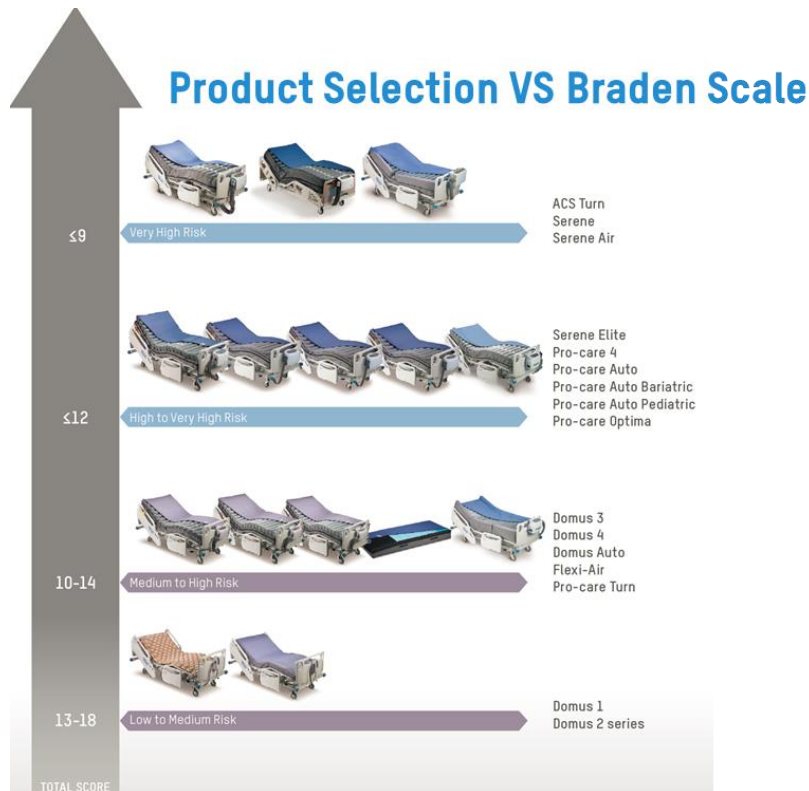 Product Selection VS Braden Scale
ACS Turn
Serene
Serene Air
≤9
Very High Risk
Serene Elite
Pro-care 4
Pro-care Auto
Pro-care Auto Bariatric
Pro-care Auto Pediatric
Pro-care Optima
≤12
High to Very High Risk
Domus 3
Domus 4
Domus Auto
Flexi-Air
Pro-care Turn
10-14
Medium to High Risk
Domus 1
Domus 2 series
13-18
Low to Medium Risk
TOTAL SCORE